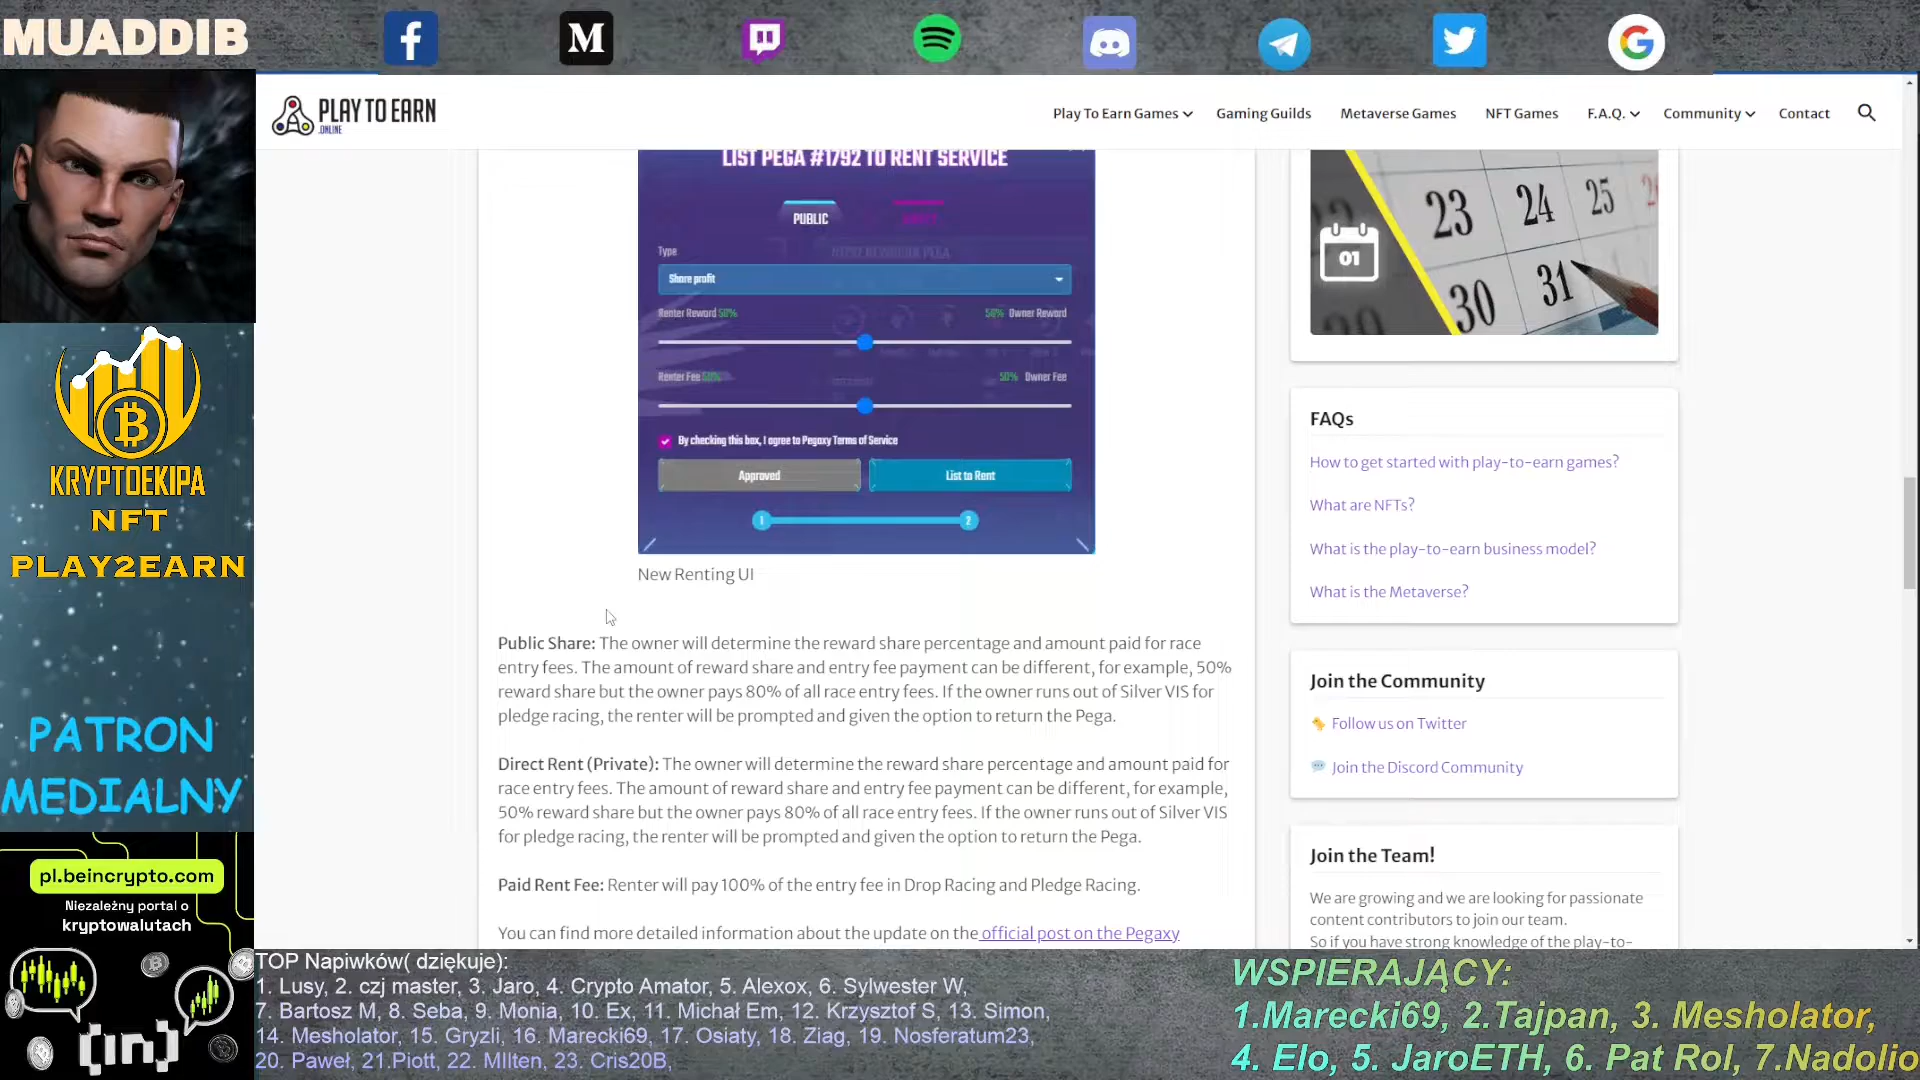 MUADDIB
PLAY TO EARN
.ONLINE
Play To Earn Games
Gaming Guilds
Metaverse Games
NFT Games
F.A.Q.
Community
Contact
LIST PEGA #1792 TO RENT SERVICE
PUBLIC
Type
Share profit
Renter Reward 50%
50% Owner Reward
Renter Fee 50%
50% Owner Fee
By checking this box, I agree to Pegaxy Terms of Service
Approved
List to Rent
1
2
New Renting UI
Public Share: The owner will determine the reward share percentage and amount paid for race
entry fees. The amount of reward share and entry fee payment can be different, for example, 50%
reward share but the owner pays 80% of all race entry fees. If the owner runs out of Silver VIS for
pledge racing, the renter will be prompted and given the option to return the Pega.
Direct Rent (Private): The owner will determine the reward share percentage and amount paid for
race entry fees. The amount of reward share and entry fee payment can be different, for example,
50% reward share but the owner pays 80% of all race entry fees. If the owner runs out of Silver VIS
for pledge racing, the renter will be prompted and given the option to return the Pega.
Paid Rent Fee: Renter will pay 100% of the entry fee in Drop Racing and Pledge Racing.
You can find more detailed information about the update on the official post on the Pegaxy
23
24
25
30
31
01
FAQs
How to get started with play-to-earn games?
What are NFTs?
What is the play-to-earn business model?
What is the Metaverse?
Join the Community
Follow us on Twitter
Join the Discord Community
Join the Team!
We are growing and we are looking for passionate
content contributors to join our team.
So if you have strong knowledge of the play-to-
KRYPTOEKIPA
NFT
PLAY2EARN
PATRON
MEDIALNY
pl.beincrypto.com
Niezależny portal o
kryptowalutach
[in]
TOP Napiwków( dziękuje):
1. Lusy, 2. czj master, 3. Jaro, 4. Crypto Amator, 5. Alexox, 6. Sylwester W,
7. Bartosz M, 8. Seba, 9. Monia, 10. Ex, 11. Michał Em, 12. Krzysztof S, 13. Simon,
14. Mesholator, 15. Gryzli, 16. Marecki69, 17. Osiaty, 18. Ziag, 19. Nosferatum23,
20. Paweł, 21.Piott, 22. MIlten, 23. Cris20B,
WSPIERAJĄCY:
1.Marecki69, 2.Tajpan, 3. Mesholator,
4. Elo, 5. JaroETH, 6. Pat Rol, 7.Nadolio